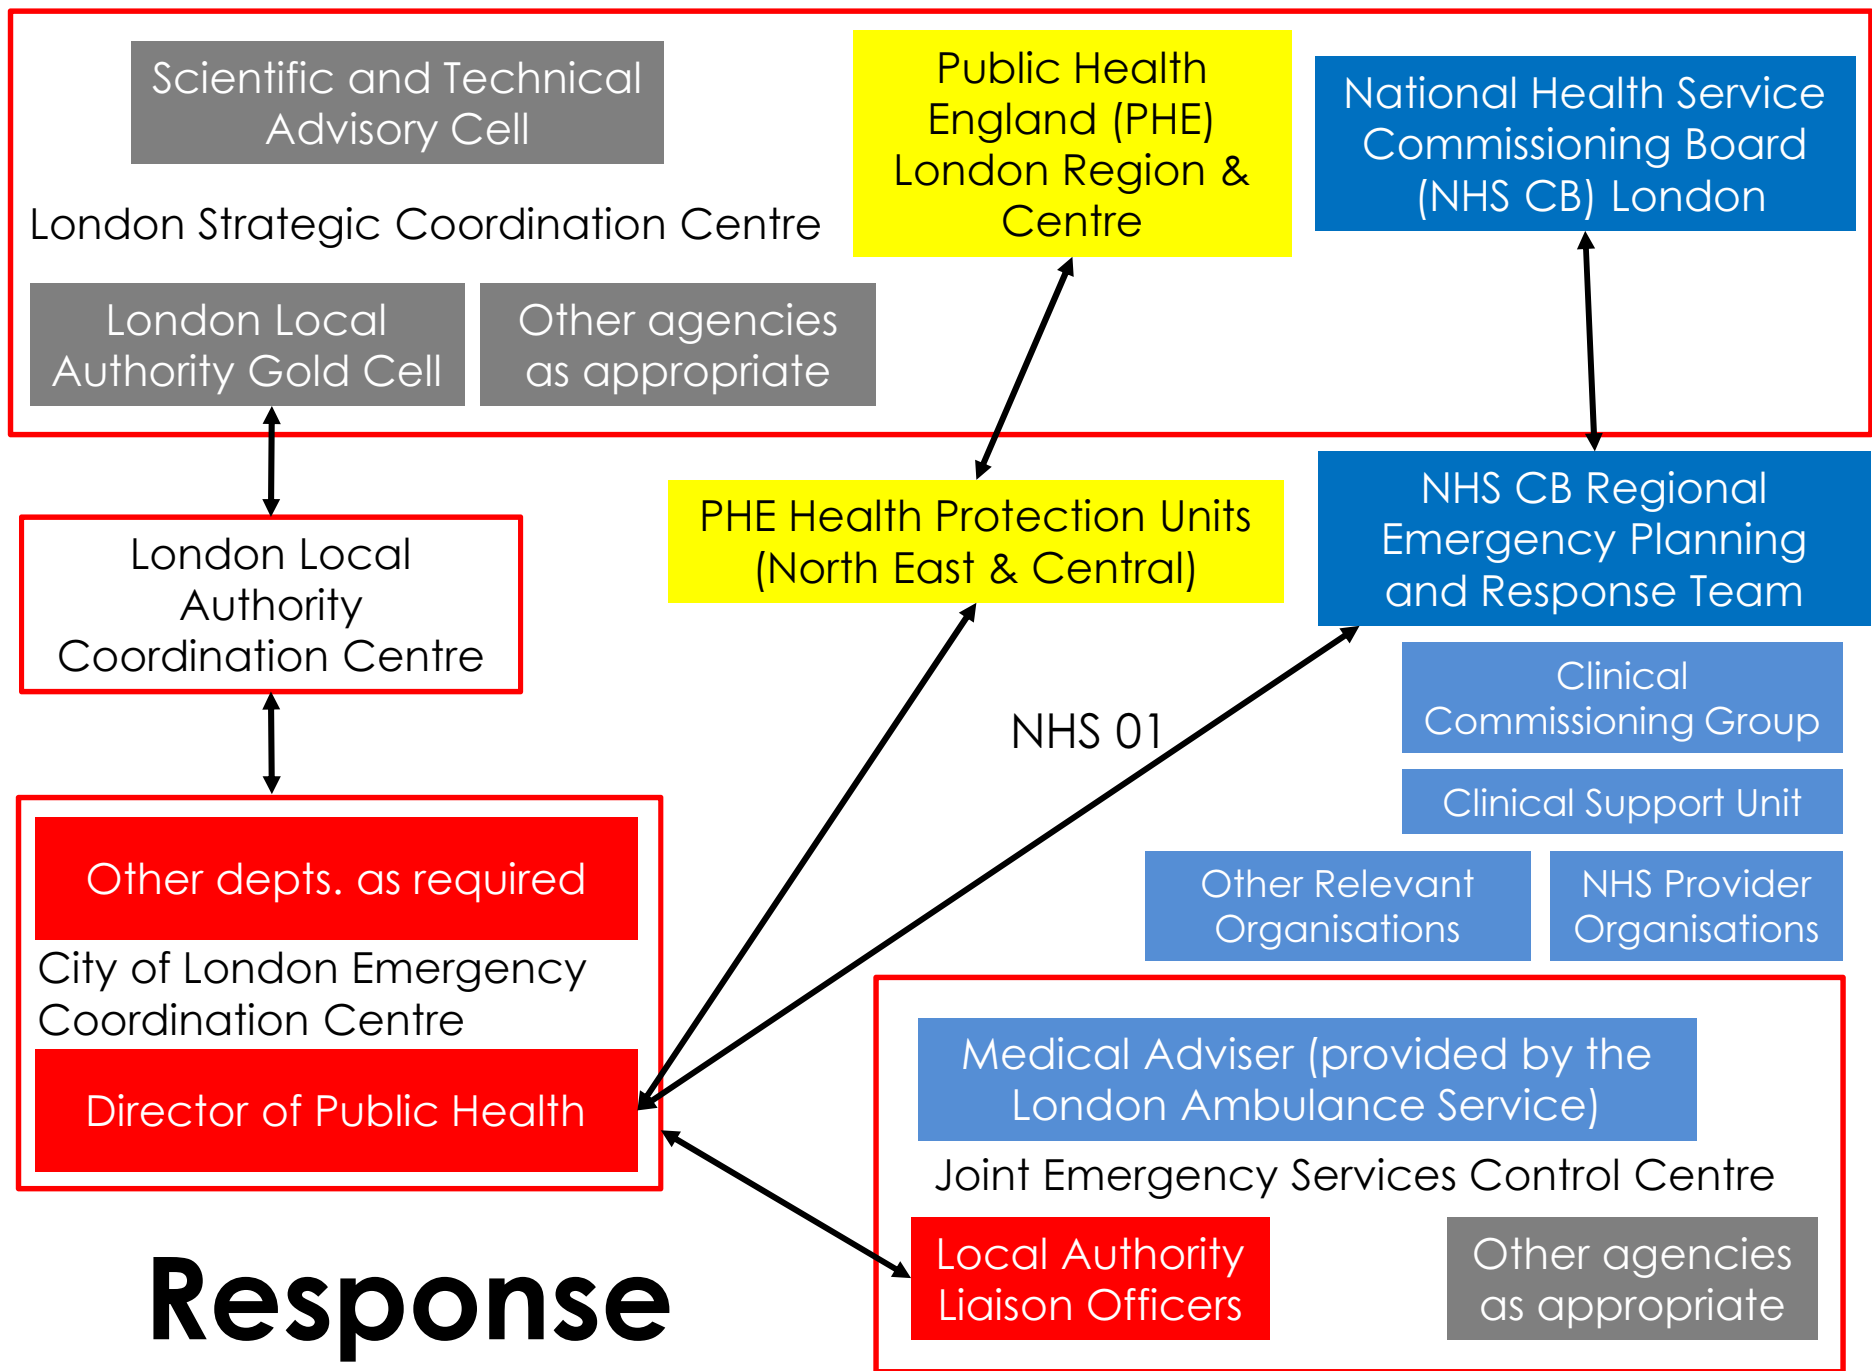 Scientific and Technical
Advisory Cell
London Strategic Coordination Centre
London Local
Authority Gold Cell
Other agencies
as appropriate
Public Health
England (PHE)
London Region &
Centre
National Health Service
Commissioning Board
(NHS CB) London
London Local
Authority
Coordination Centre
PHE Health Protection Units
(North East & Central)
NHS CB Regional
Emergency Planning
and Response Team
Clinical
Commissioning Group
Clinical Support Unit
Other Relevant
Organisations
NHS Provider
Organisations
NHS 01
Other depts. as required
City of London Emergency
Coordination Centre
Director of Public Health
Medical Adviser (provided by the
London Ambulance Service)
Joint Emergency Services Control Centre
Local Authority
Liaison Officers
Other agencies
as appropriate
Response